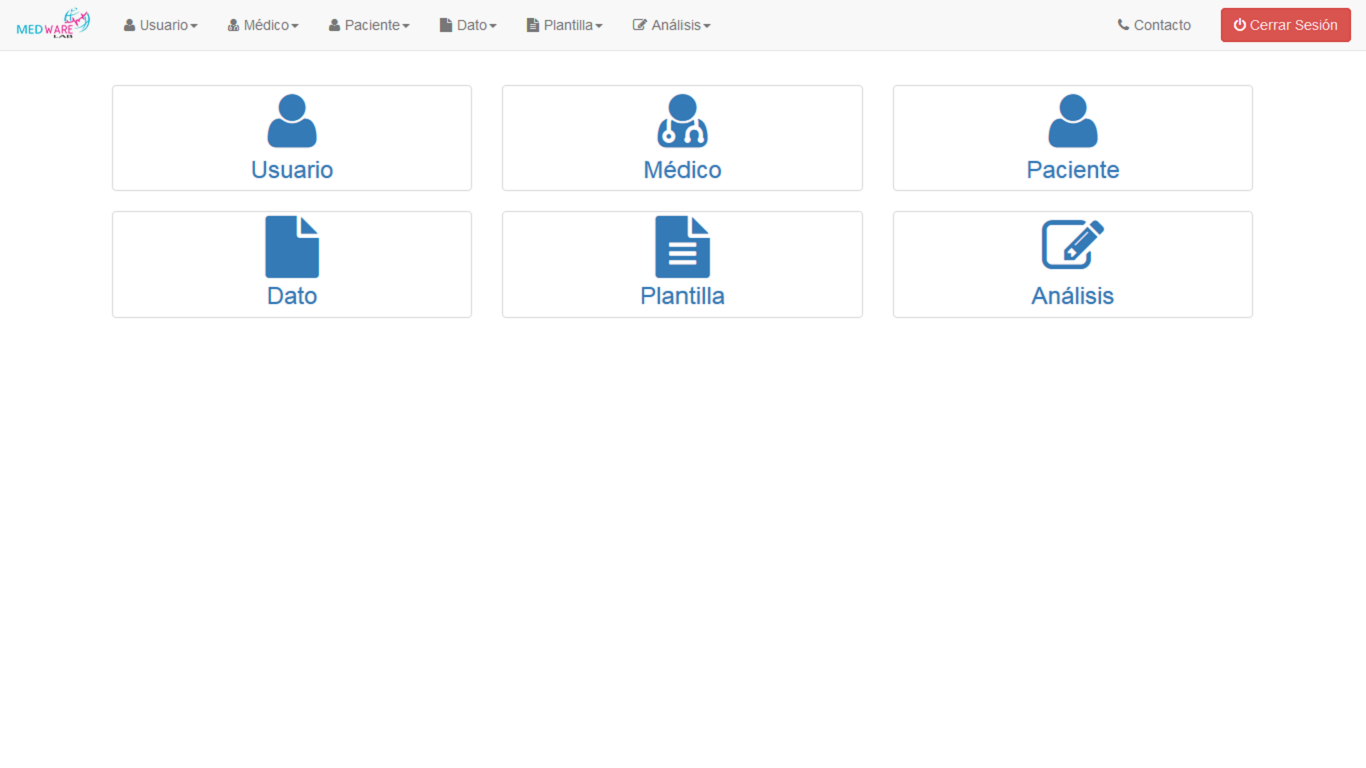 MEDWARE
LAB
Usuario
Médico
Paciente
Dato
Plantilla
Análisis
Contacto
Cerrar Sesión
Usuario
Médico
Paciente
Dato
Plantilla
Análisis